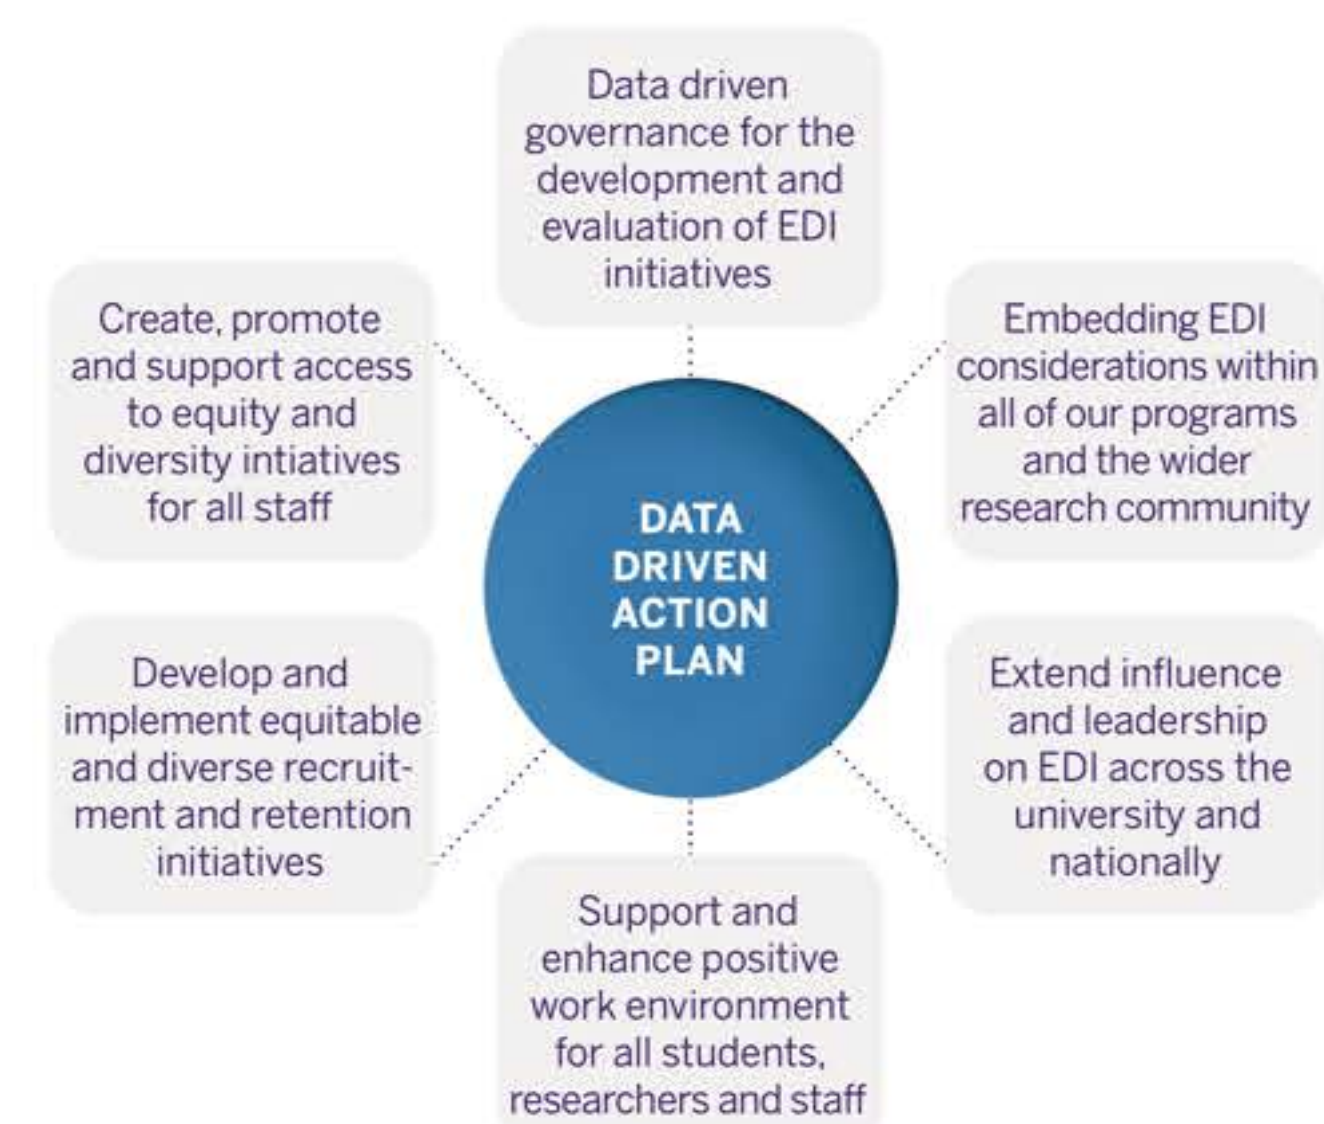 Data driven
governance for the
development and
evaluation of EDI
initiatives
Create, promote
and support access
to equity and
diversity intiatives
for all staff
Embedding EDI
considerations within
all of our programs
and the wider
research community
DATA
DRIVEN
ACTION
PLAN
Develop and
implement equitable
and diverse recruit-
ment and retention
initiatives
Extend influence
and leadership
on EDI across the
university and
nationally
Support and
enhance positive
work environment
for all students,
researchers and staff